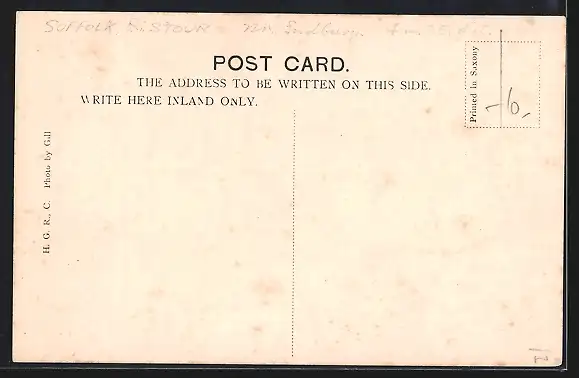 SUFFOLK R. STOUR - Nr. Sudbury.
POST CARD.
THE ADDRESS TO BE WRITTEN ON THIS SIDE.
WRITE HERE INLAND ONLY.
Printed in Saxony
-6,
H. G. R., C. Photo by Gill